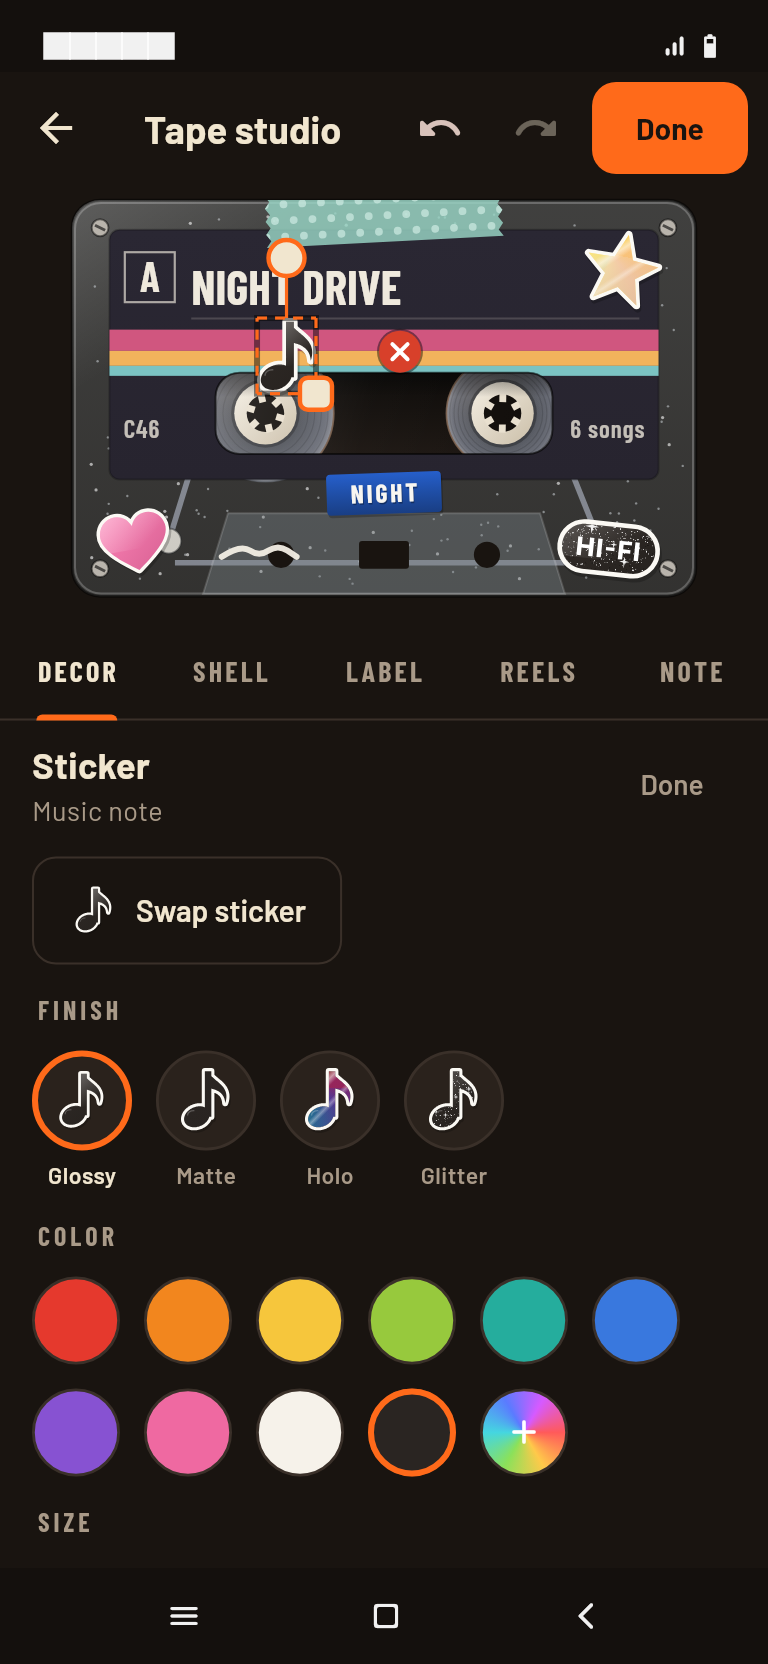 Tape studio
Done
A
NIGHT DRIVE
C46
6 songs
NIGHT
HI-FI
DECOR
SHELL
LABEL
REELS
NOTE
Sticker
Music note
Done
Swap sticker
FINISH
Glossy
Matte
Holo
Glitter
COLOR
SIZE